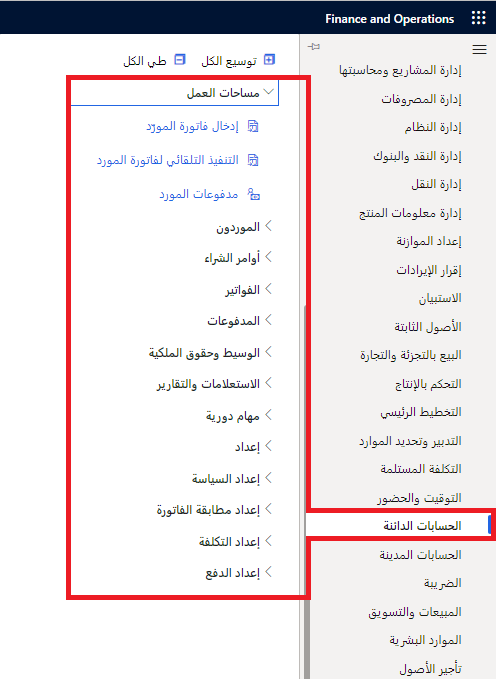 Finance and Operations
إدارة المشاريع ومحاسبتها
إدارة المصروفات
إدارة النظام
إدارة النقد والبنوك
إدارة النقل
إدارة معلومات المنتج
إعداد الموازنة
إقرار الإيرادات
الاستبيان
الأصول الثابتة
البيع بالتجزئة والتجارة
التحكم بالإنتاج
التخطيط الرئيسي
التدبير وتحديد الموارد
التكلفة المستلمة
التوقيت والحضور
الحسابات الدائنة
الحسابات المدينة
الضريبة
المبيعات والتسويق
الموارد البشرية
تأجير الأصول
توسيع الكل
طي الكل
مساحات العمل
إدخال فاتورة المورّد
التنفيذ التلقائي لفاتورة المورد
مدفوعات المورد
الموردون
أوامر الشراء
الفواتير
المدفوعات
الوسيط وحقوق الملكية
الاستعلامات والتقارير
مهام دورية
إعداد
إعداد السياسة
إعداد مطابقة الفاتورة
إعداد التكلفة
إعداد الدفع